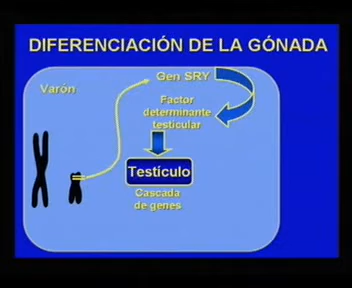 DIFERENCIACIÓN DE LA GÓNADA
Gen SRY
Varón
Factor
determinante
testicular
Testículo
Cascada
de genes